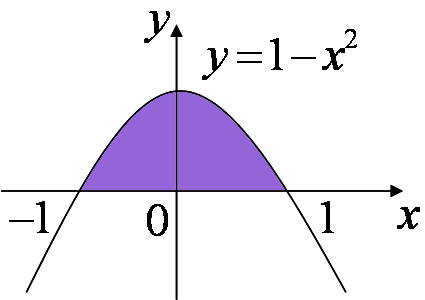 y
y = 1 − x²
−1 0 1 x